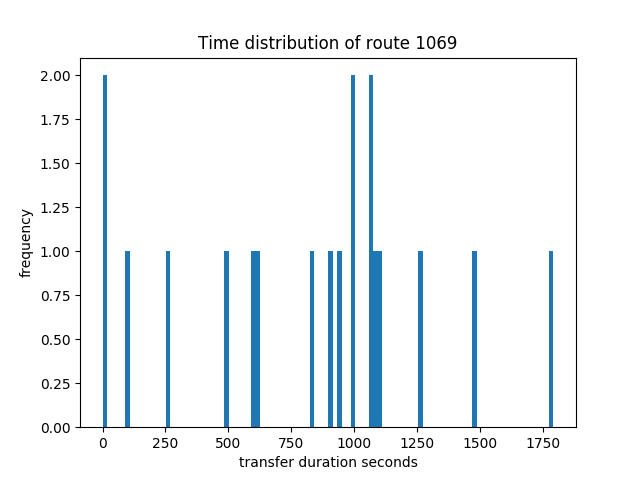 Time distribution of route 1069
2.00
1.75
1.50
1.25
1.00
0.75
0.50
0.25
0.00
frequency
0 250 500 750 1000 1250 1500 1750
transfer duration seconds